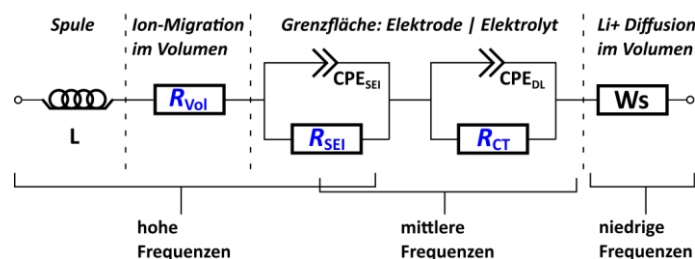 Spule
Ion-Migration
im Volumen
Grenzfläche: Elektrode | Elektrolyt
Li+ Diffusion
im Volumen
L
RVol
CPESEI
RSEI
CPEDL
RCT
Ws
hohe
Frequenzen
mittlere
Frequenzen
niedrige
Frequenzen